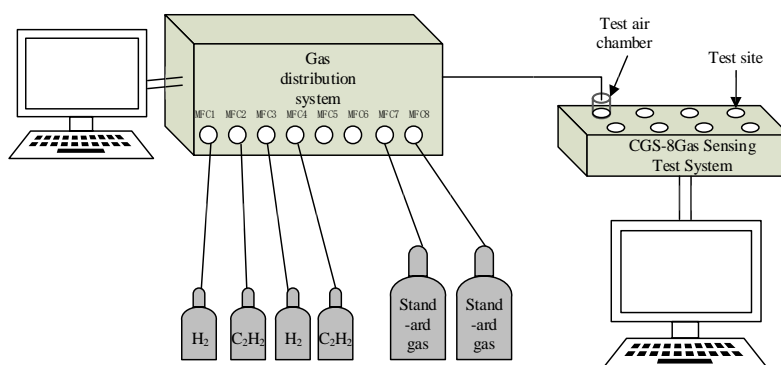 Test air
chamber
Test site
Gas
distribution
system
MFC1 MFC2 MFC3 MFC4 MFC5 MFC6 MFC7 MFC8
CGS-8Gas Sensing
Test System
H₂
C₂H₂
H₂
C₂H₂
Stand
-ard
gas
Stand
-ard
gas